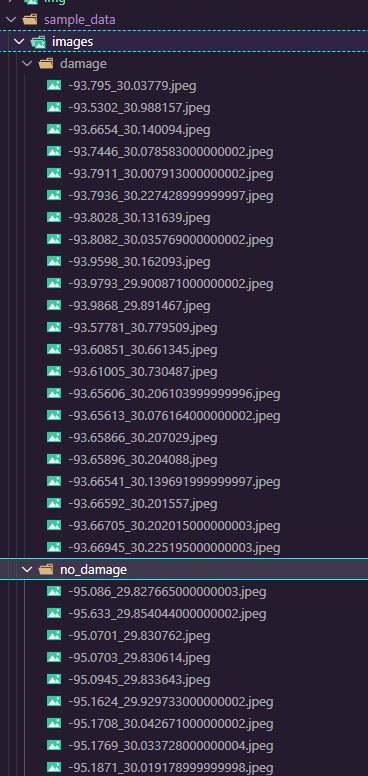 img
sample_data
images
damage
-93.795_30.03779.jpeg
-93.5302_30.988157.jpeg
-93.6654_30.140094.jpeg
-93.7446_30.078583000000002.jpeg
-93.7911_30.007913000000002.jpeg
-93.7936_30.227428999999997.jpeg
-93.8028_30.131639.jpeg
-93.8082_30.035769000000002.jpeg
-93.9598_30.162093.jpeg
-93.9793_29.900871000000002.jpeg
-93.9868_29.891467.jpeg
-93.57781_30.779509.jpeg
-93.60851_30.661345.jpeg
-93.61005_30.730487.jpeg
-93.65606_30.206103999999996.jpeg
-93.65613_30.076164000000002.jpeg
-93.65866_30.207029.jpeg
-93.65896_30.204088.jpeg
-93.66541_30.139691999999997.jpeg
-93.66592_30.201557.jpeg
-93.66705_30.202015000000003.jpeg
-93.66945_30.225195000000003.jpeg
no_damage
-95.086_29.827665000000003.jpeg
-95.633_29.854044000000002.jpeg
-95.0701_29.830762.jpeg
-95.0703_29.830614.jpeg
-95.0945_29.833643.jpeg
-95.1624_29.929733000000002.jpeg
-95.1708_30.042671000000002.jpeg
-95.1769_30.033728000000004.jpeg
-95.1871_30.019178999999998.jpeg